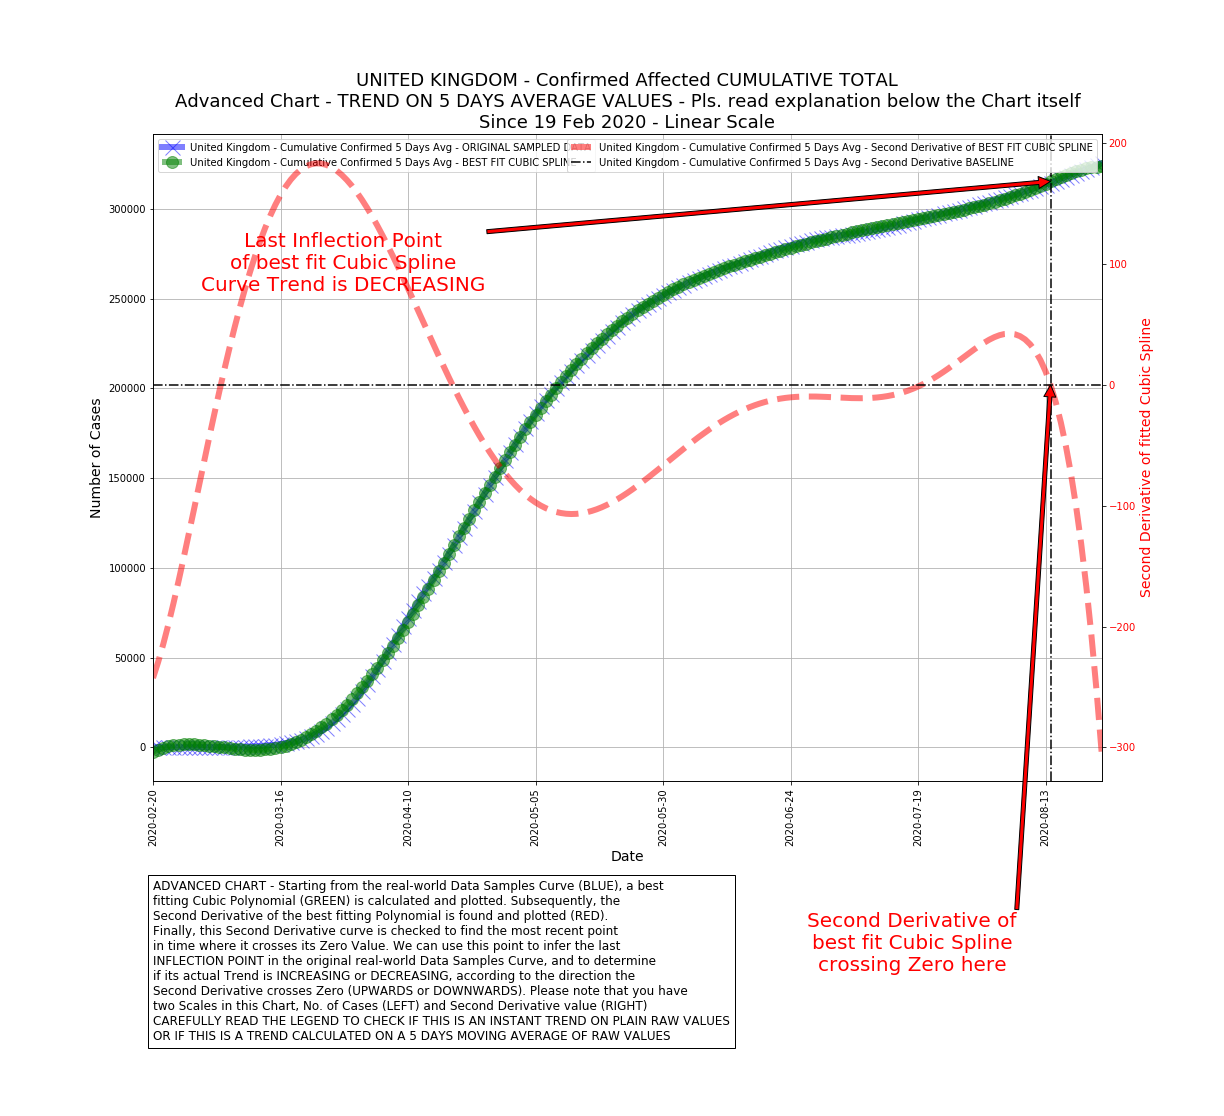 UNITED KINGDOM - Confirmed Affected CUMULATIVE TOTAL
Advanced Chart - TREND ON 5 DAYS AVERAGE VALUES - Pls. read explanation below the Chart itself
Since 19 Feb 2020 - Linear Scale
United Kingdom - Cumulative Confirmed 5 Days Avg - ORIGINAL SAMPLED DATA
United Kingdom - Cumulative Confirmed 5 Days Avg - BEST FIT CUBIC SPLINE
United Kingdom - Cumulative Confirmed 5 Days Avg - Second Derivative of BEST FIT CUBIC SPLINE
United Kingdom - Cumulative Confirmed 5 Days Avg - Second Derivative BASELINE
Last Inflection Point
of best fit Cubic Spline
Curve Trend is DECREASING
Number of Cases
300000
250000
200000
150000
100000
50000
0
200
100
0
−100
−200
−300
Second Derivative of fitted Cubic Spline
2020-02-20
2020-03-16
2020-04-10
2020-05-05
2020-05-30
2020-06-24
2020-07-19
2020-08-13
Date
ADVANCED CHART - Starting from the real-world Data Samples Curve (BLUE), a best
fitting Cubic Polynomial (GREEN) is calculated and plotted. Subsequently, the
Second Derivative of the best fitting Polynomial is found and plotted (RED).
Finally, this Second Derivative curve is checked to find the most recent point
in time where it crosses its Zero Value. We can use this point to infer the last
INFLECTION POINT in the original real-world Data Samples Curve, and to determine
if its actual Trend is INCREASING or DECREASING, according to the direction the
Second Derivative crosses Zero (UPWARDS or DOWNWARDS). Please note that you have
two Scales in this Chart, No. of Cases (LEFT) and Second Derivative value (RIGHT)
CAREFULLY READ THE LEGEND TO CHECK IF THIS IS AN INSTANT TREND ON PLAIN RAW VALUES
OR IF THIS IS A TREND CALCULATED ON A 5 DAYS MOVING AVERAGE OF RAW VALUES
Second Derivative of
best fit Cubic Spline
crossing Zero here